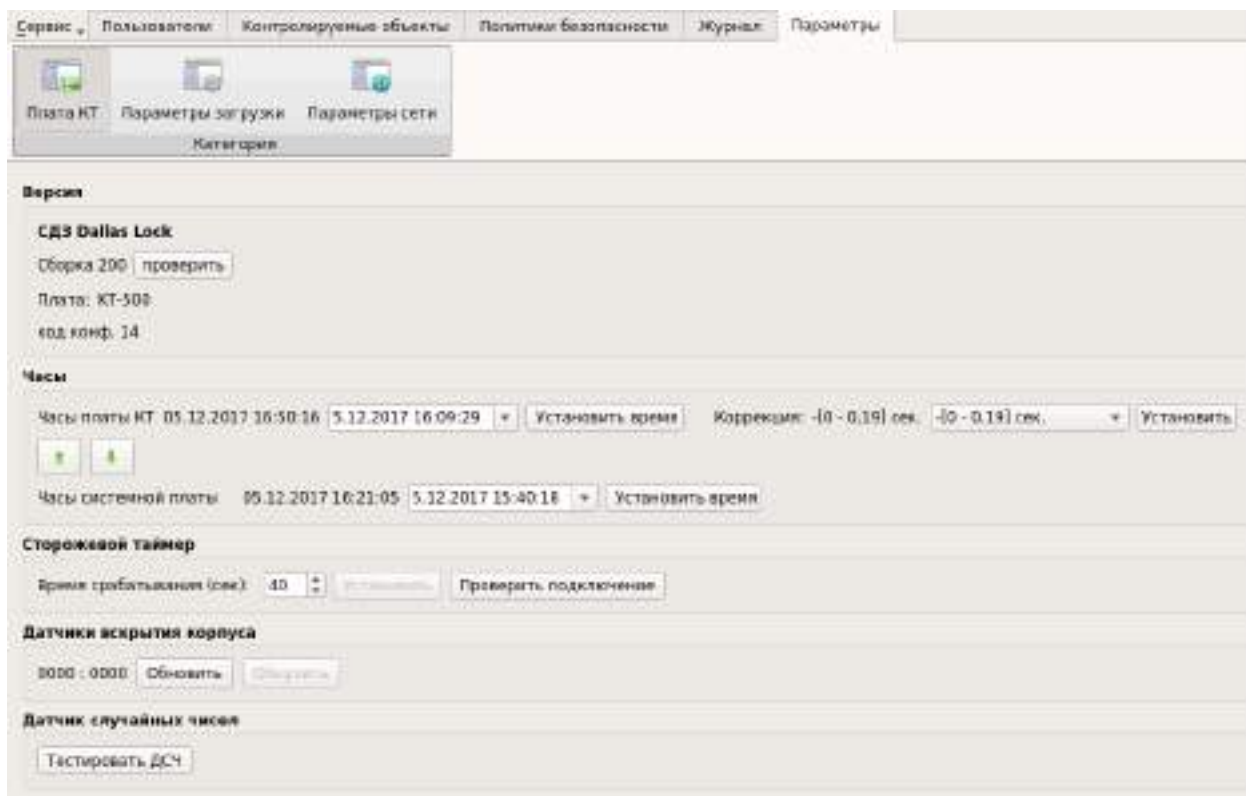 Сервис Пользователи Контролируемые объекты Политики безопасности Журнал Параметры
Плата КТ Параметры загрузки Параметры сети
Категории
Версия
СДЗ Dallas Lock
Сборка 200 проверить
Плата: КТ-500
код конф. 14
Часы
Часы платы КТ 05.12.2017 16:50:16 5.12.2017 16:09:29 Установить время Коррекция: -[0 - 0.19] сек. -[0 - 0.19] сек. Установить
Часы системной платы 05.12.2017 16:21:05 5.12.2017 15:40:18 Установить время
Сторожевой таймер
Время срабатывания (сек): 40 Установить Проверить подключение
Датчики вскрытия корпуса
0000 : 0000 Обновить
Датчик случайных чисел
Тестировать ДСЧ